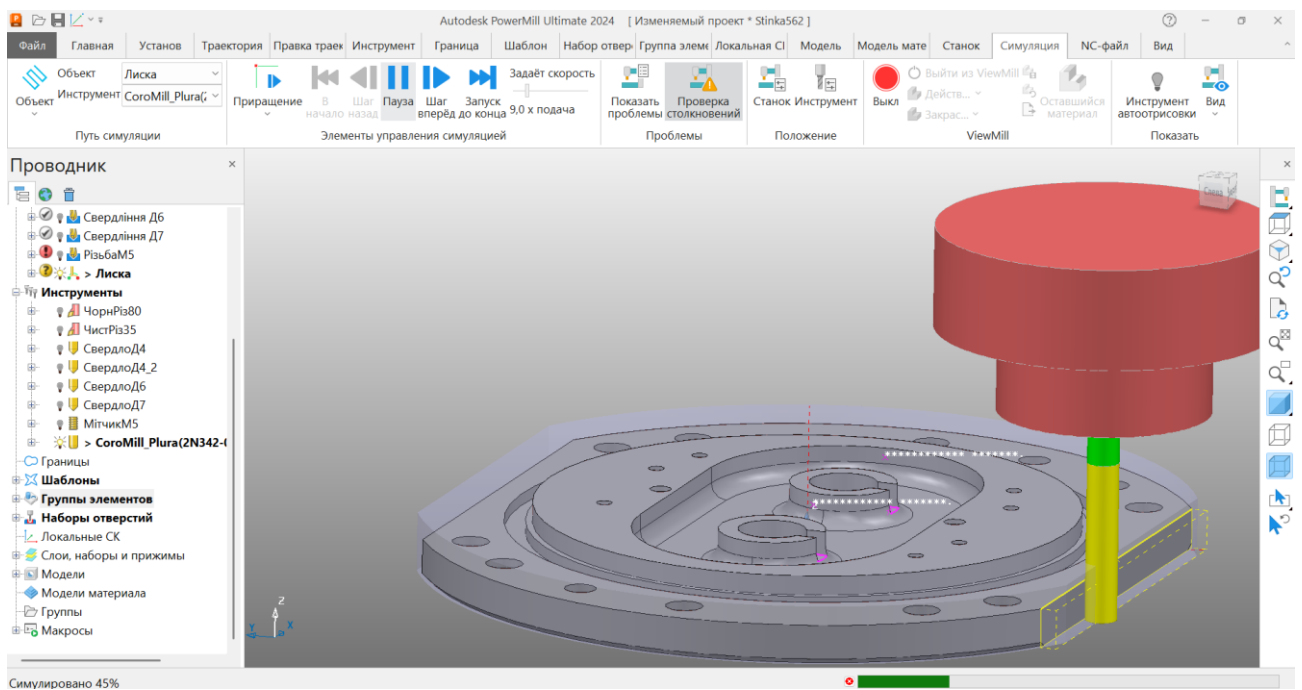 Autodesk PowerMill Ultimate 2024 [ Изменяемый проект * Stinka562 ]
Файл Главная Установ Траектория Правка траек Инструмент Граница Шаблон Набор отвер Группа элеме Локальная СІ Модель Модель мате Станок Симуляция NC-файл Вид
Объект
Объект Лиска
Инструмент CoroMill_Plura(2
Путь симуляции
Приращение
В начало
Шаг назад
Пауза
Шаг вперёд
Запуск до конца
Задаёт скорость
9,0 x подача
Элементы управления симуляцией
Показать проблемы
Проверка столкновений
Проблемы
Станок Инструмент
Положение
Выкл
Выйти из ViewMill
Действ...
Закрас...
Оставшийся материал
ViewMill
Инструмент автоотрисовки
Вид
Показать
Проводник
Свердління Д6
Свердління Д7
РізьбаМ5
> Лиска
Инструменты
ЧорнРіз80
ЧистРіз35
СвердлоД4
СвердлоД4_2
СвердлоД6
СвердлоД7
МітчикМ5
> CoroMill_Plura(2N342-(
Границы
Шаблоны
Группы элементов
Наборы отверстий
Локальные СК
Слои, наборы и прижимы
Модели
Модели материала
Группы
Макросы
Z
Y
X
Симулировано 45%